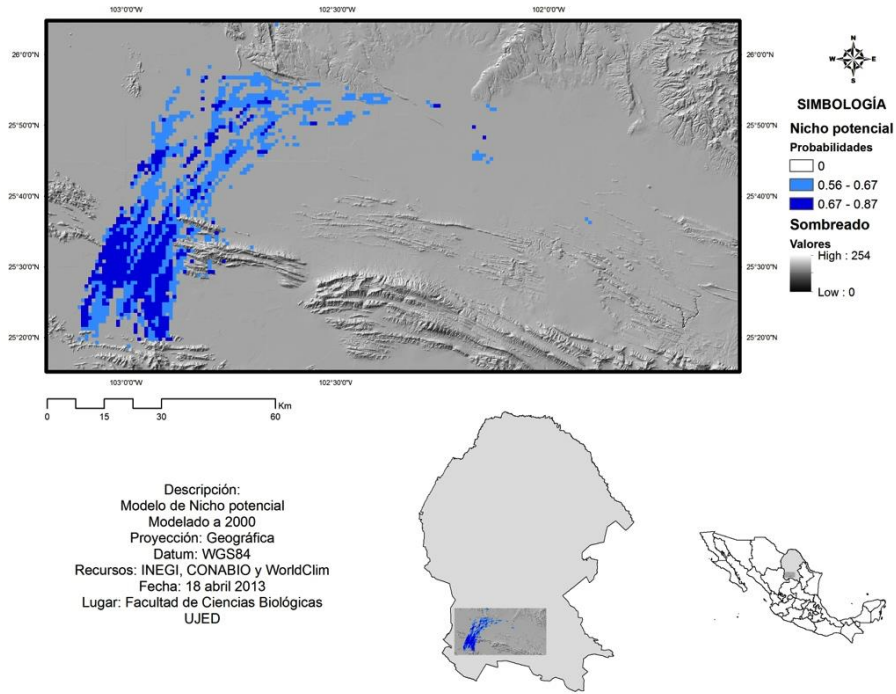 103°0'0"W
102°30'0"W
102°0'0"W
26°0'0"N
25°50'0"N
25°40'0"N
25°30'0"N
25°20'0"N
26°0'0"N
25°50'0"N
25°40'0"N
25°30'0"N
25°20'0"N
103°0'0"W
102°30'0"W
102°0'0"W
N
W
E
S
SIMBOLOGÍA
Nicho potencial
Probabilidades
0
0.56 - 0.67
0.67 - 0.87
Sombreado
Valores
High : 254
Low : 0
Km
0 15 30 60
Descripción:
Modelo de Nicho potencial
Modelado a 2000
Proyección: Geográfica
Datum: WGS84
Recursos: INEGI, CONABIO y WorldClim
Fecha: 18 abril 2013
Lugar: Facultad de Ciencias Biológicas
UJED